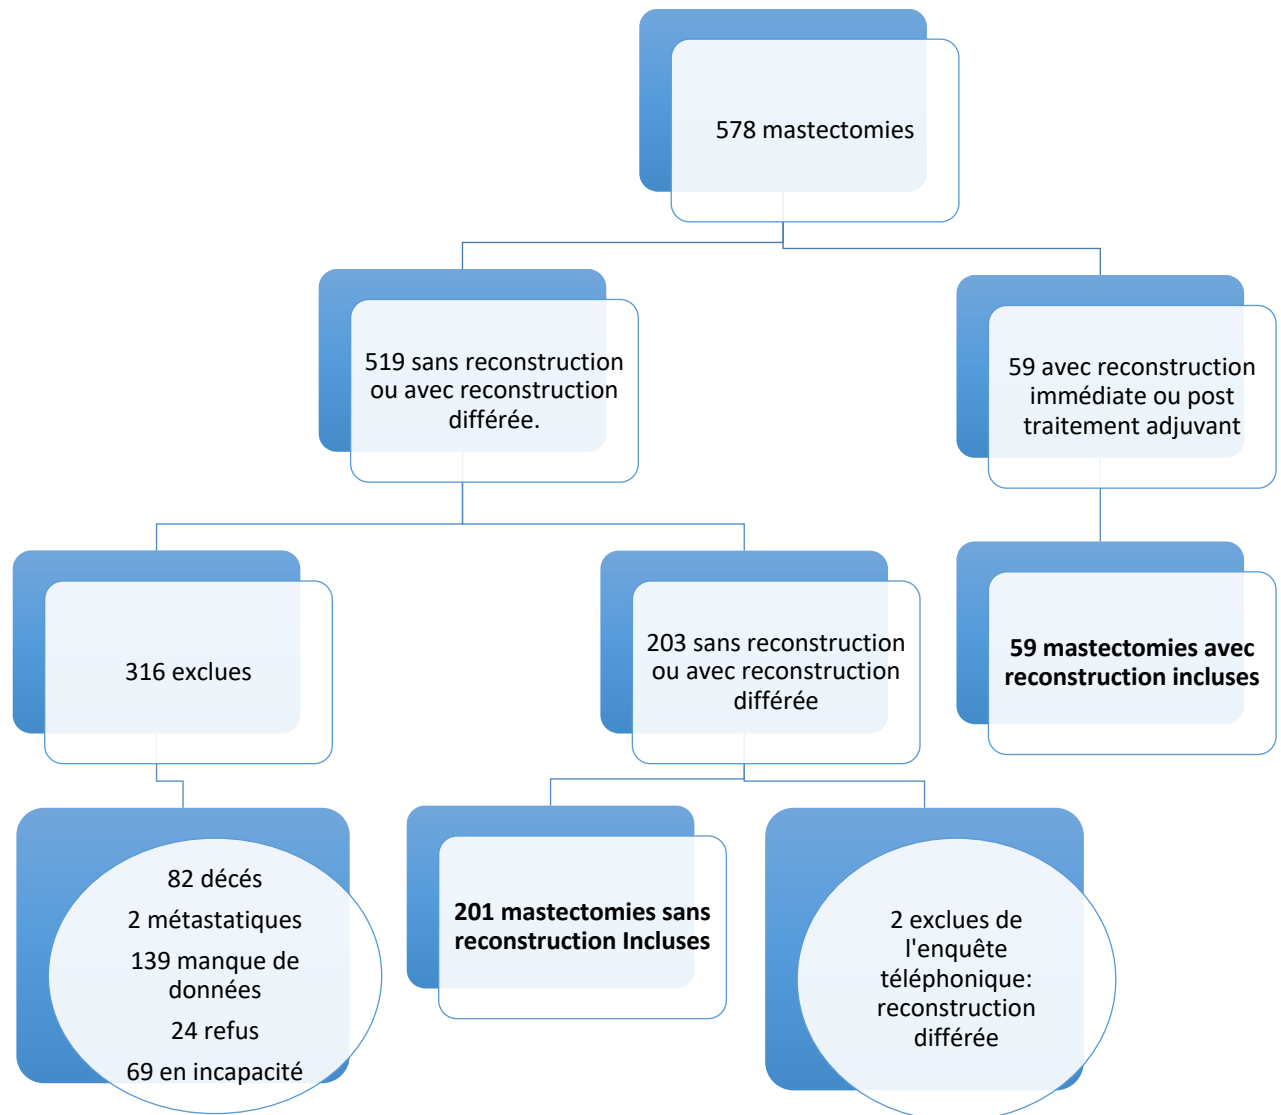 578 mastectomies
519 sans reconstruction
ou avec reconstruction
différée.
59 avec reconstruction
immédiate ou post
traitement adjuvant
316 exclues
203 sans reconstruction
ou avec reconstruction
différée
59 mastectomies avec
reconstruction incluses
82 décés
2 métastatiques
139 manque de
données
24 refus
69 en incapacité
201 mastectomies sans
reconstruction Incluses
2 exclues de
l'enquête
téléphonique:
reconstruction
différée